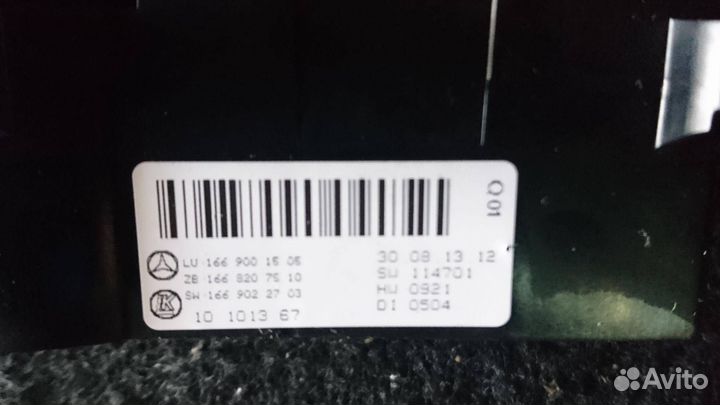 Q 01
LU 166 900 15 05
ZB 166 820 75 10
SW 166 902 27 03
10 1013 67
30 08 13 12
SW 114701
HW 0921
D1 0504
K
Avito